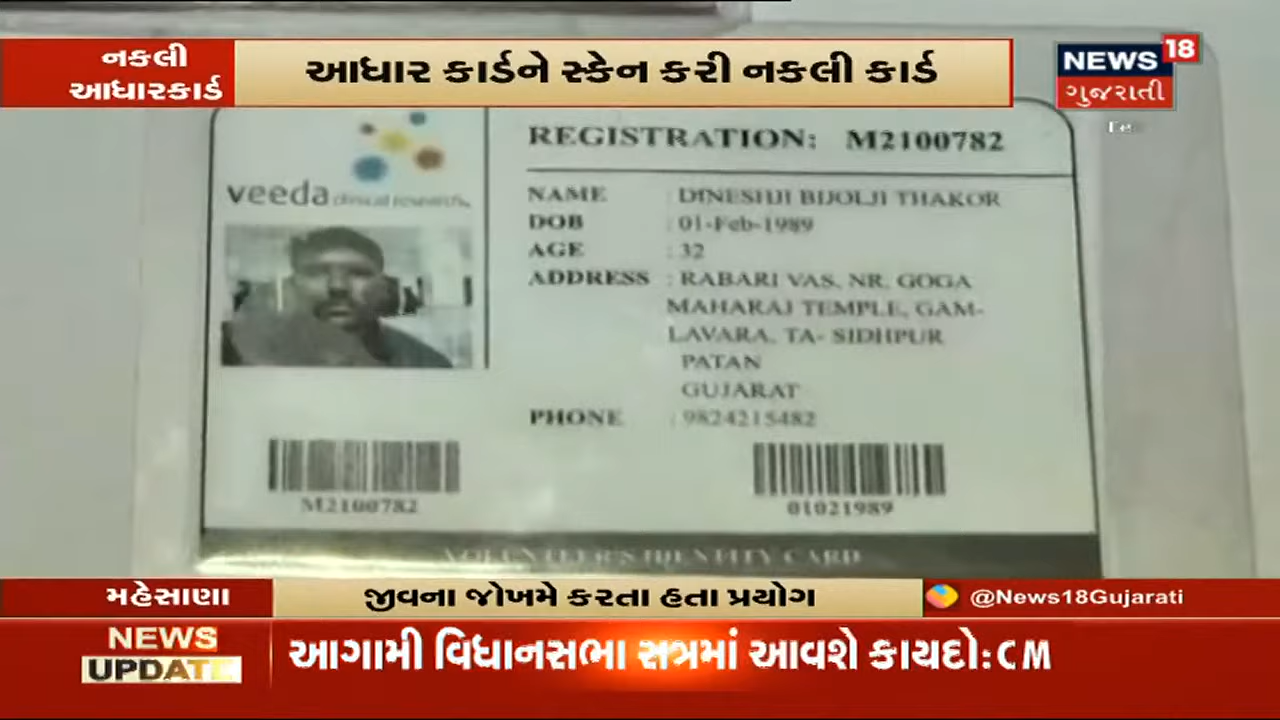 નકલી
આધારકાર્ડ
આધાર કાર્ડને સ્કેન કરી નકલી કાર્ડ
NEWS 18
ગુજરાતી
REGISTRATION: M2100782
veeda clinical research
NAME : DINESHJI BIJOLJI THAKOR
DOB : 01-Feb-1989
AGE : 32
ADDRESS : RABARI VAS, NR. GOGA
MAHARAJ TEMPLE, GAM-
LAVARA, TA- SIDHPUR
PATAN
GUJARAT
PHONE : 9824215482
M2100782
01021989
VOLUNTEER'S IDENTITY CARD
મહેસાણા
જીવના જોખમે કરતા હતા પ્રયોગ
@News18Gujarati
NEWS
UPDATE
આગામી વિધાનસભા સત્રમાં આવશે કાયદો:CM